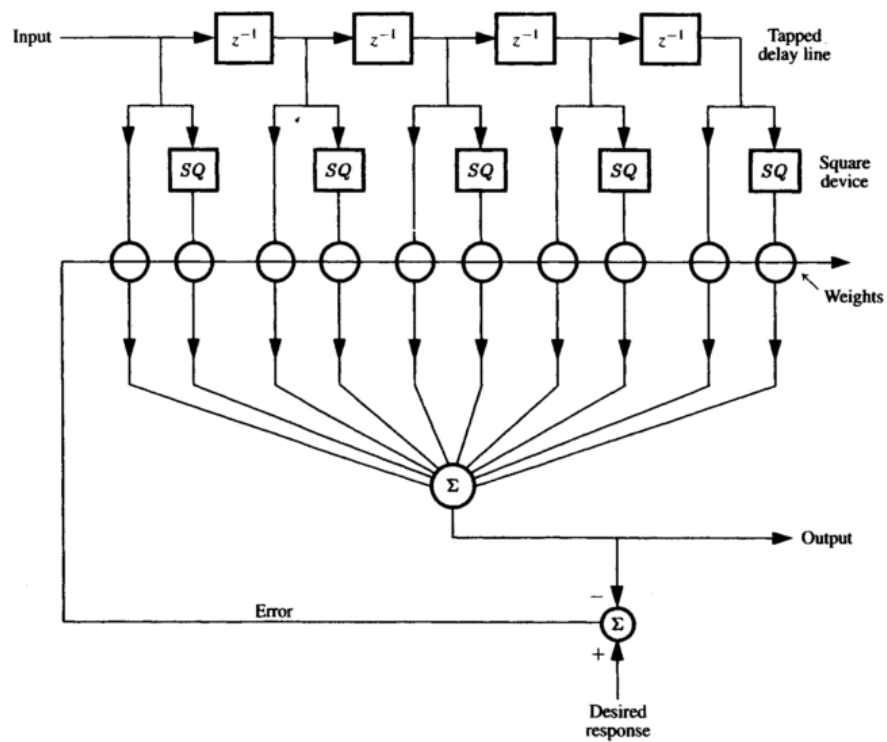 Input
z⁻¹
z⁻¹
z⁻¹
z⁻¹
Tapped
delay line
SQ
SQ
SQ
SQ
SQ
Square
device
Weights
Σ
Output
−
Error
Σ
+
Desired
response